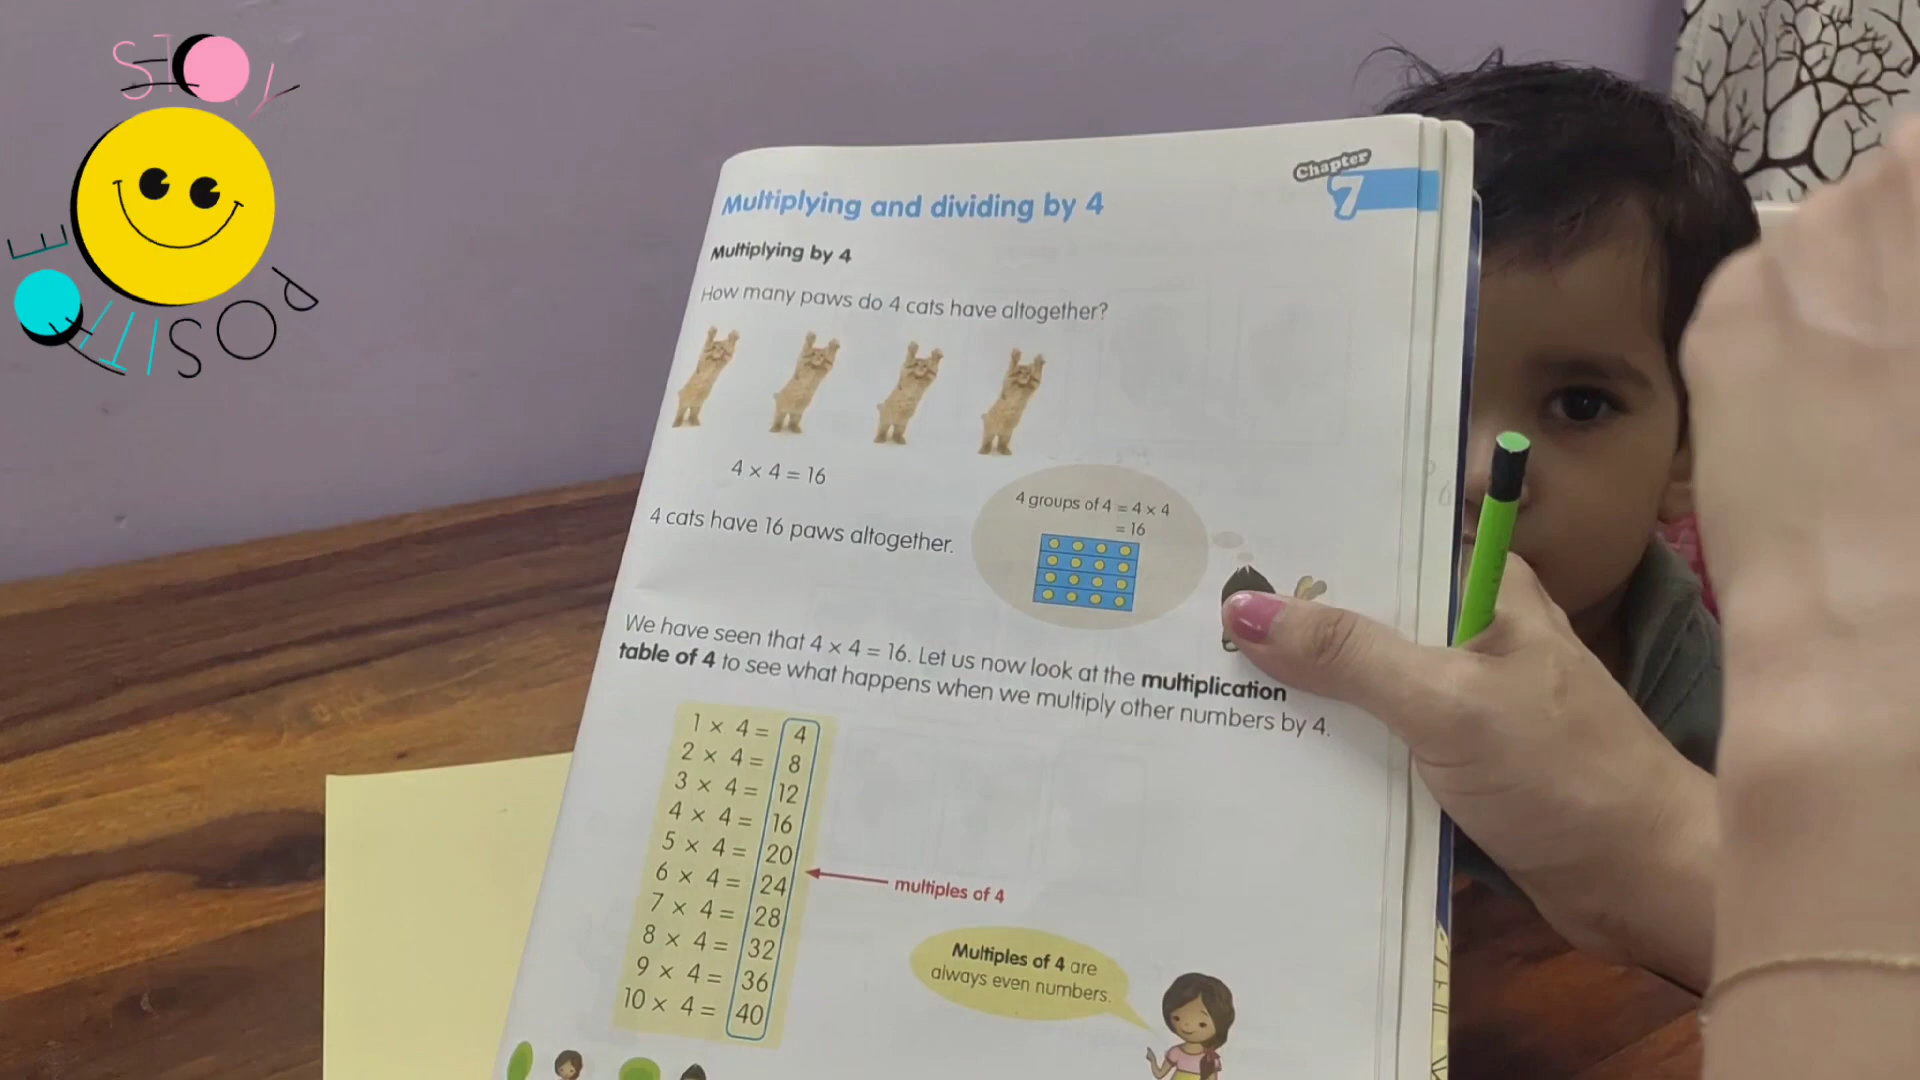 STAY
POSITIVE
Chapter
7
Multiplying and dividing by 4
Multiplying by 4
How many paws do 4 cats have altogether?
4 × 4 = 16
4 groups of 4 = 4 × 4
= 16
4 cats have 16 paws altogether.
We have seen that 4 × 4 = 16. Let us now look at the multiplication
table of 4 to see what happens when we multiply other numbers by 4.
1 × 4 = 4
2 × 4 = 8
3 × 4 = 12
4 × 4 = 16
5 × 4 = 20
6 × 4 = 24
7 × 4 = 28
8 × 4 = 32
9 × 4 = 36
10 × 4 = 40
multiples of 4
Multiples of 4 are
always even numbers.